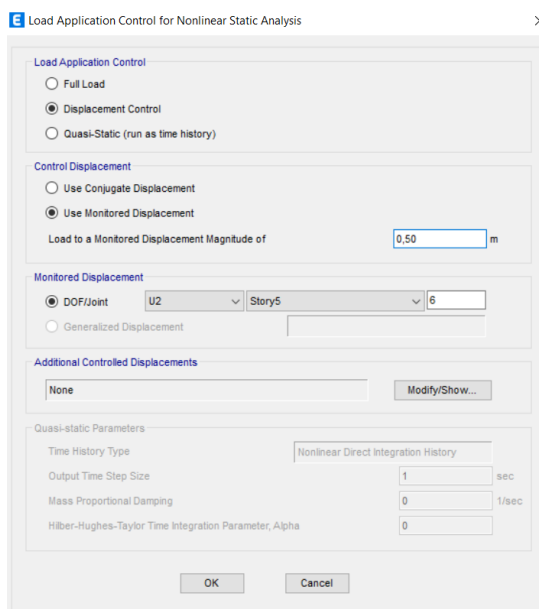 E Load Application Control for Nonlinear Static Analysis
Load Application Control
Full Load
Displacement Control
Quasi-Static (run as time history)
Control Displacement
Use Conjugate Displacement
Use Monitored Displacement
Load to a Monitored Displacement Magnitude of 0,50 m
Monitored Displacement
DOF/Joint U2 Story5 6
Generalized Displacement
Additional Controlled Displacements
None Modify/Show...
Quasi-static Parameters
Time History Type Nonlinear Direct Integration History
Output Time Step Size 1 sec
Mass Proportional Damping 0 1/sec
Hilber-Hughes-Taylor Time Integration Parameter, Alpha 0
OK Cancel